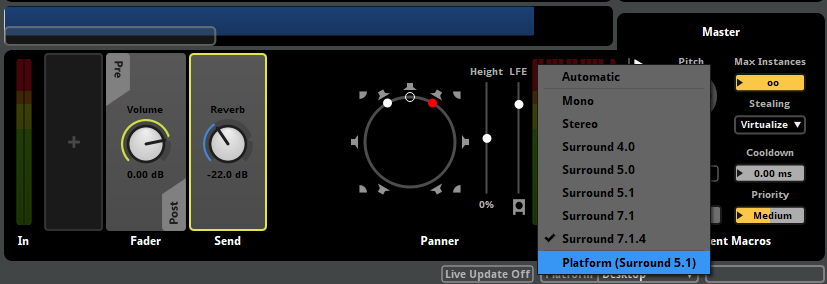 Master
Height LFE
Pitch
Max Instances
oo
Stealing
Virtualize
Cooldown
0.00 ms
Priority
Medium
Pre
Volume
0.00 dB
Post
Reverb
-22.0 dB
0%
Automatic
Mono
Stereo
Surround 4.0
Surround 5.0
Surround 5.1
Surround 7.1
Surround 7.1.4
Platform (Surround 5.1)
In
Fader
Send
Panner
nt Macros
Live Update Off
Platform Desktop